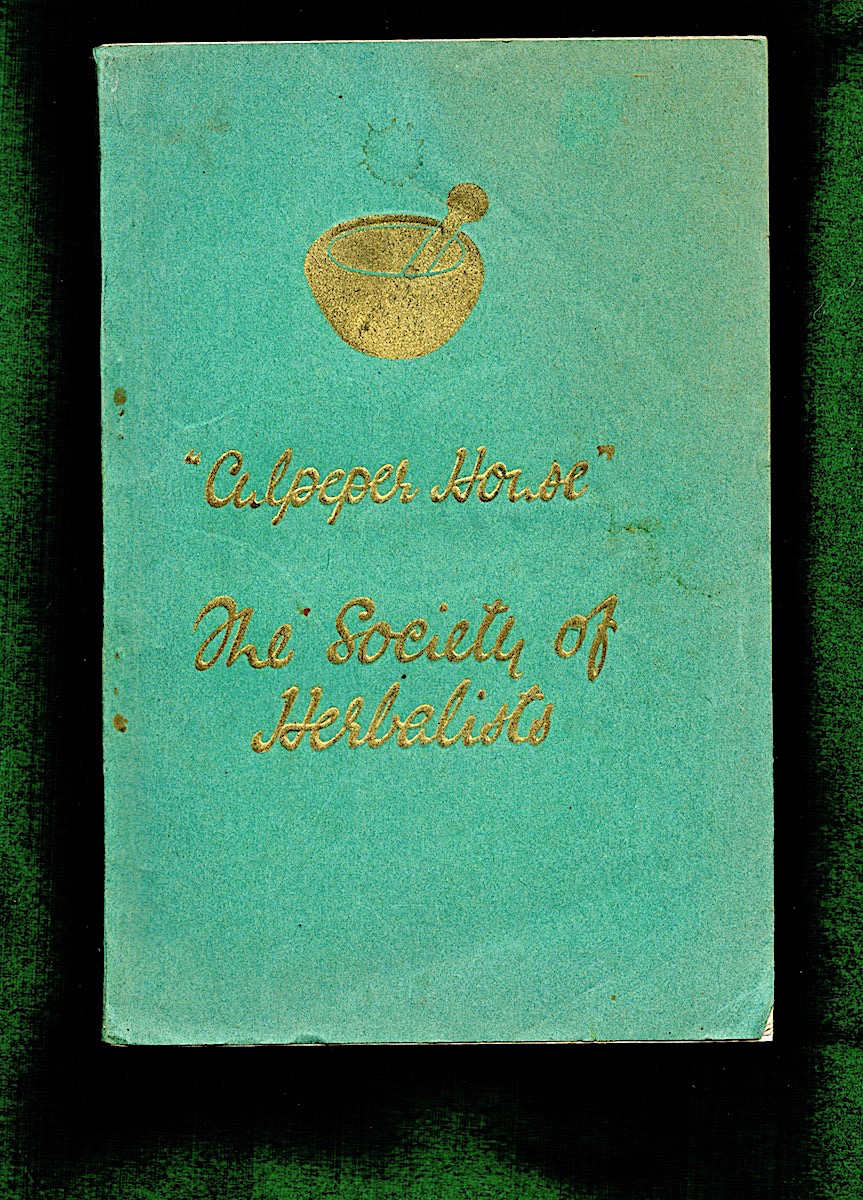 “Culpeper House”
The Society of
Herbalists